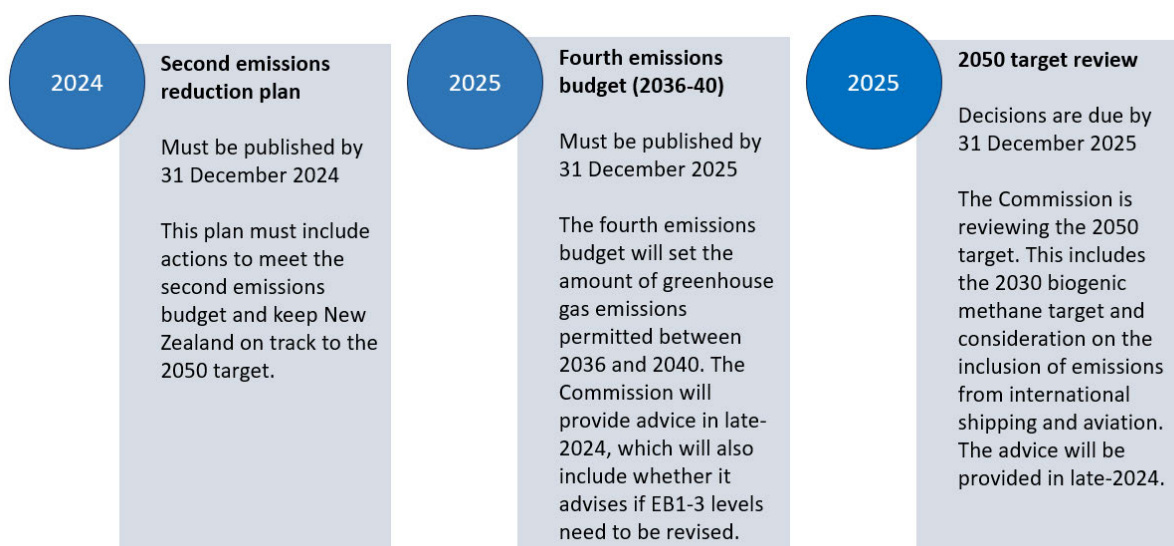 2024
Second emissions
reduction plan
Must be published by
31 December 2024
This plan must include
actions to meet the
second emissions
budget and keep New
Zealand on track to the
2050 target.
2025
Fourth emissions
budget (2036-40)
Must be published by
31 December 2025
The fourth emissions
budget will set the
amount of greenhouse
gas emissions
permitted between
2036 and 2040. The
Commission will
provide advice in late-
2024, which will also
include whether it
advises if EB1-3 levels
need to be revised.
2025
2050 target review
Decisions are due by
31 December 2025
The Commission is
reviewing the 2050
target. This includes
the 2030 biogenic
methane target and
consideration on the
inclusion of emissions
from international
shipping and aviation.
The advice will be
provided in late-2024.